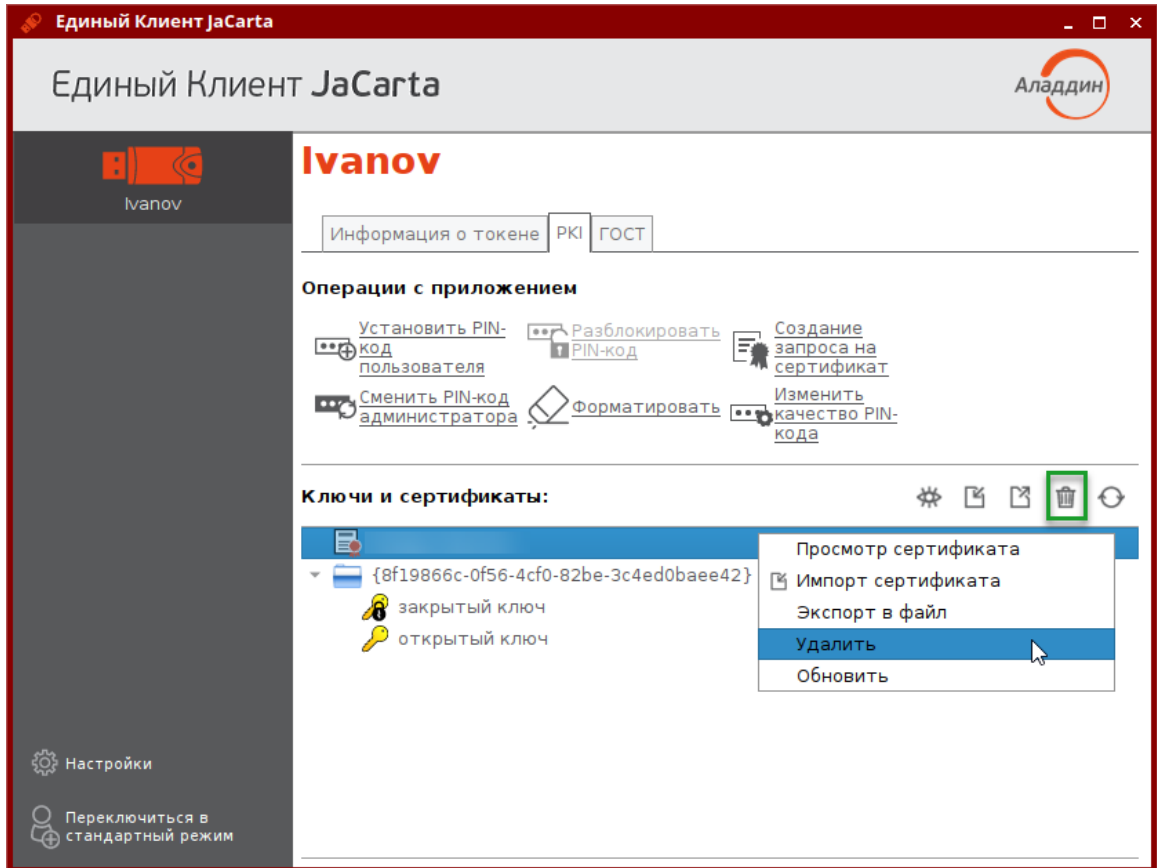 Единый Клиент JaCarta
Единый Клиент JaCarta
Аладдин
Ivanov
Ivanov
Информация о токене
PKI
ГОСТ
Операции с приложением
Установить PIN-
код
пользователя
Разблокировать
PIN-код
Создание
запроса на
сертификат
Сменить PIN-код
администратора
Форматировать
Изменить
качество PIN-
кода
Ключи и сертификаты:
{8f19866c-0f56-4cf0-82be-3c4ed0baee42}
закрытый ключ
открытый ключ
Просмотр сертификата
Импорт сертификата
Экспорт в файл
Удалить
Обновить
Настройки
Переключиться в
стандартный режим